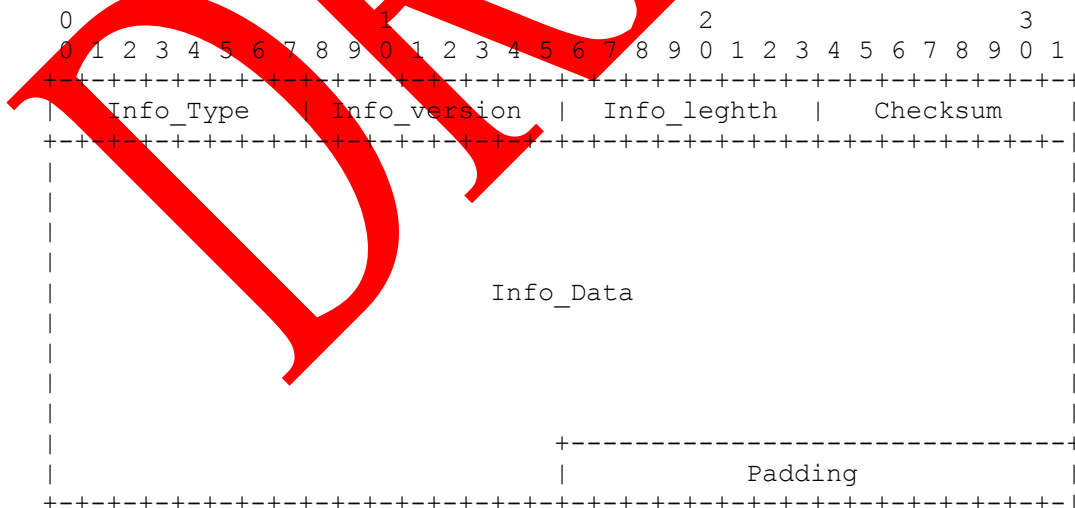 0 1 2 3
0 1 2 3 4 5 6 7 8 9 0 1 2 3 4 5 6 7 8 9 0 1 2 3 4 5 6 7 8 9 0 1
+-+-+-+-+-+-+-+-+-+-+-+-+-+-+-+-+-+-+-+-+-+-+-+-+-+-+-+-+-+-+-+-+
| Info_Type | Info_version | Info_leghth | Checksum |
+-+-+-+-+-+-+-+-+-+-+-+-+-+-+-+-+-+-+-+-+-+-+-+-+-+-+-+-+-+-+-+-|
| |
| |
| |
| |
| Info_Data |
| |
| |
| |
| |
| +-------------------------------+
| | Padding |
+-+-+-+-+-+-+-+-+-+-+-+-+-+-+-+-+-+-+-+-+-+-+-+-+-+-+-+-+-+-+-+-|